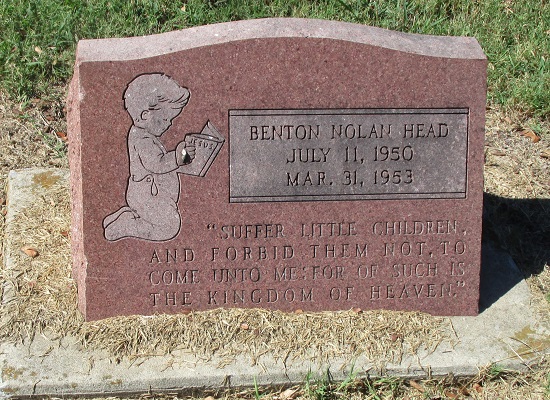 JESUS
BENTON NOLAN HEAD
JULY 11, 1950
MAR. 31, 1953
"SUFFER LITTLE CHILDREN,
AND FORBID THEM NOT, TO
COME UNTO ME: FOR OF SUCH IS
THE KINGDOM OF HEAVEN."